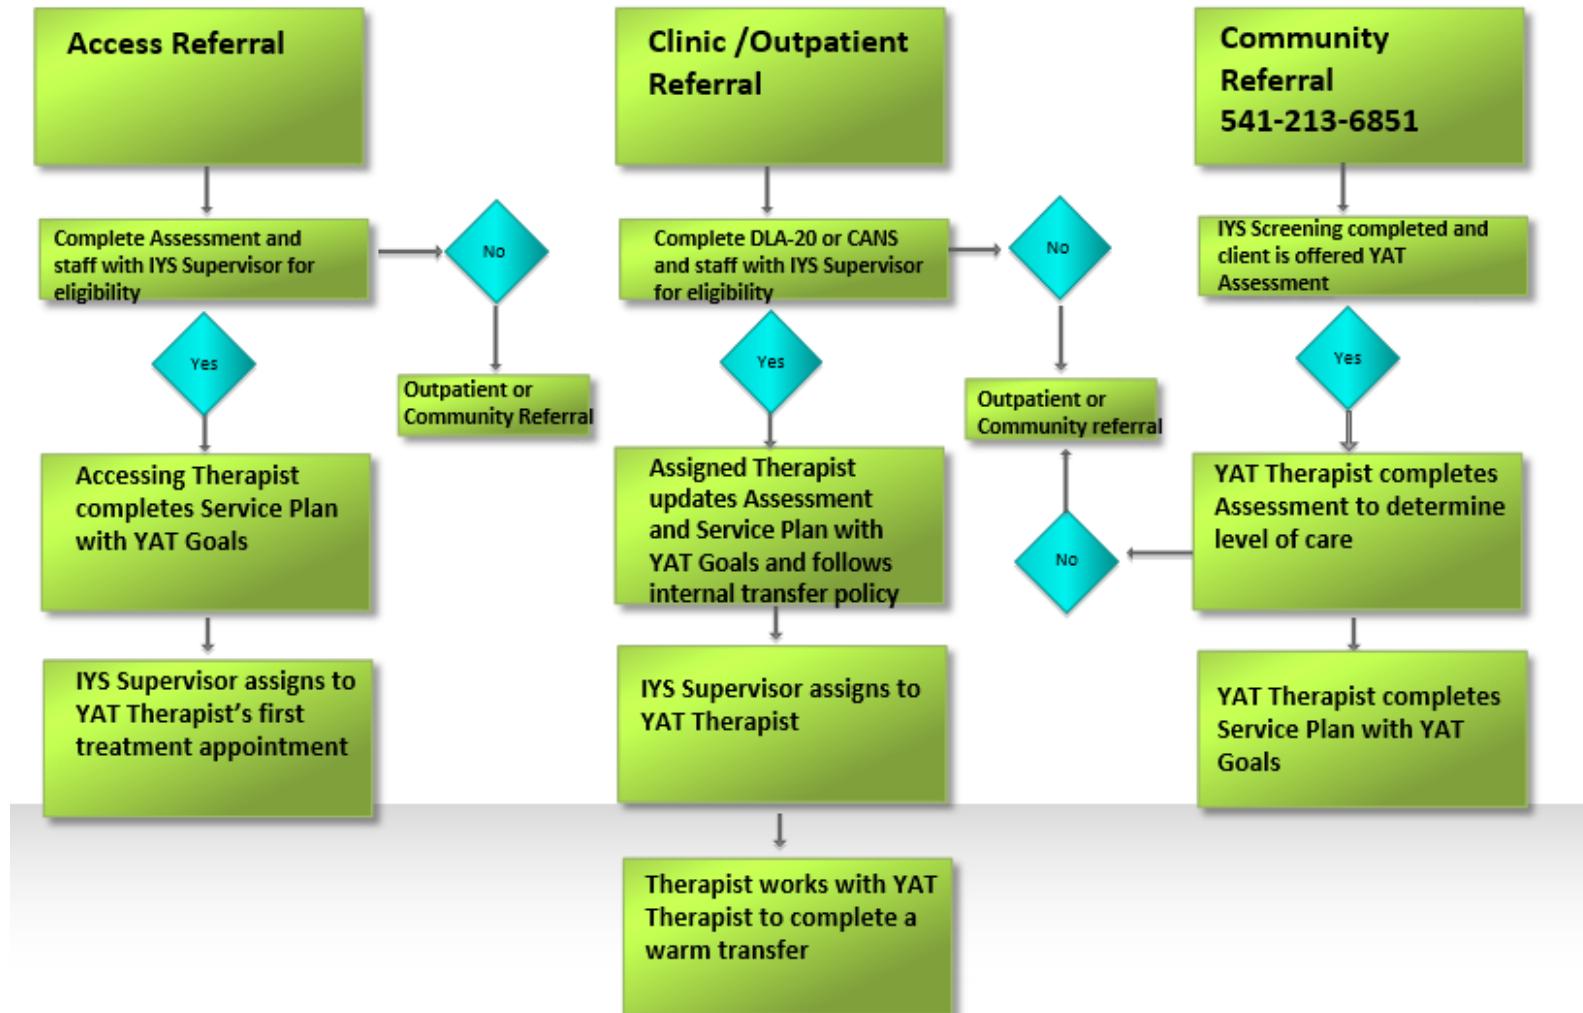 Access Referral
Complete Assessment and
staff with IYS Supervisor for
eligibility
No
Outpatient or
Community Referral
Yes
Accessing Therapist
completes Service Plan
with YAT Goals
IYS Supervisor assigns to
YAT Therapist’s first
treatment appointment
Clinic /Outpatient
Referral
Complete DLA-20 or CANS
and staff with IYS Supervisor
for eligibility
No
Outpatient or
Community referral
Yes
Assigned Therapist
updates Assessment
and Service Plan with
YAT Goals and follows
internal transfer policy
IYS Supervisor assigns to
YAT Therapist
Therapist works with YAT
Therapist to complete a
warm transfer
Community
Referral
541-213-6851
IYS Screening completed and
client is offered YAT
Assessment
Yes
YAT Therapist completes
Assessment to determine
level of care
No
YAT Therapist completes
Service Plan with YAT
Goals